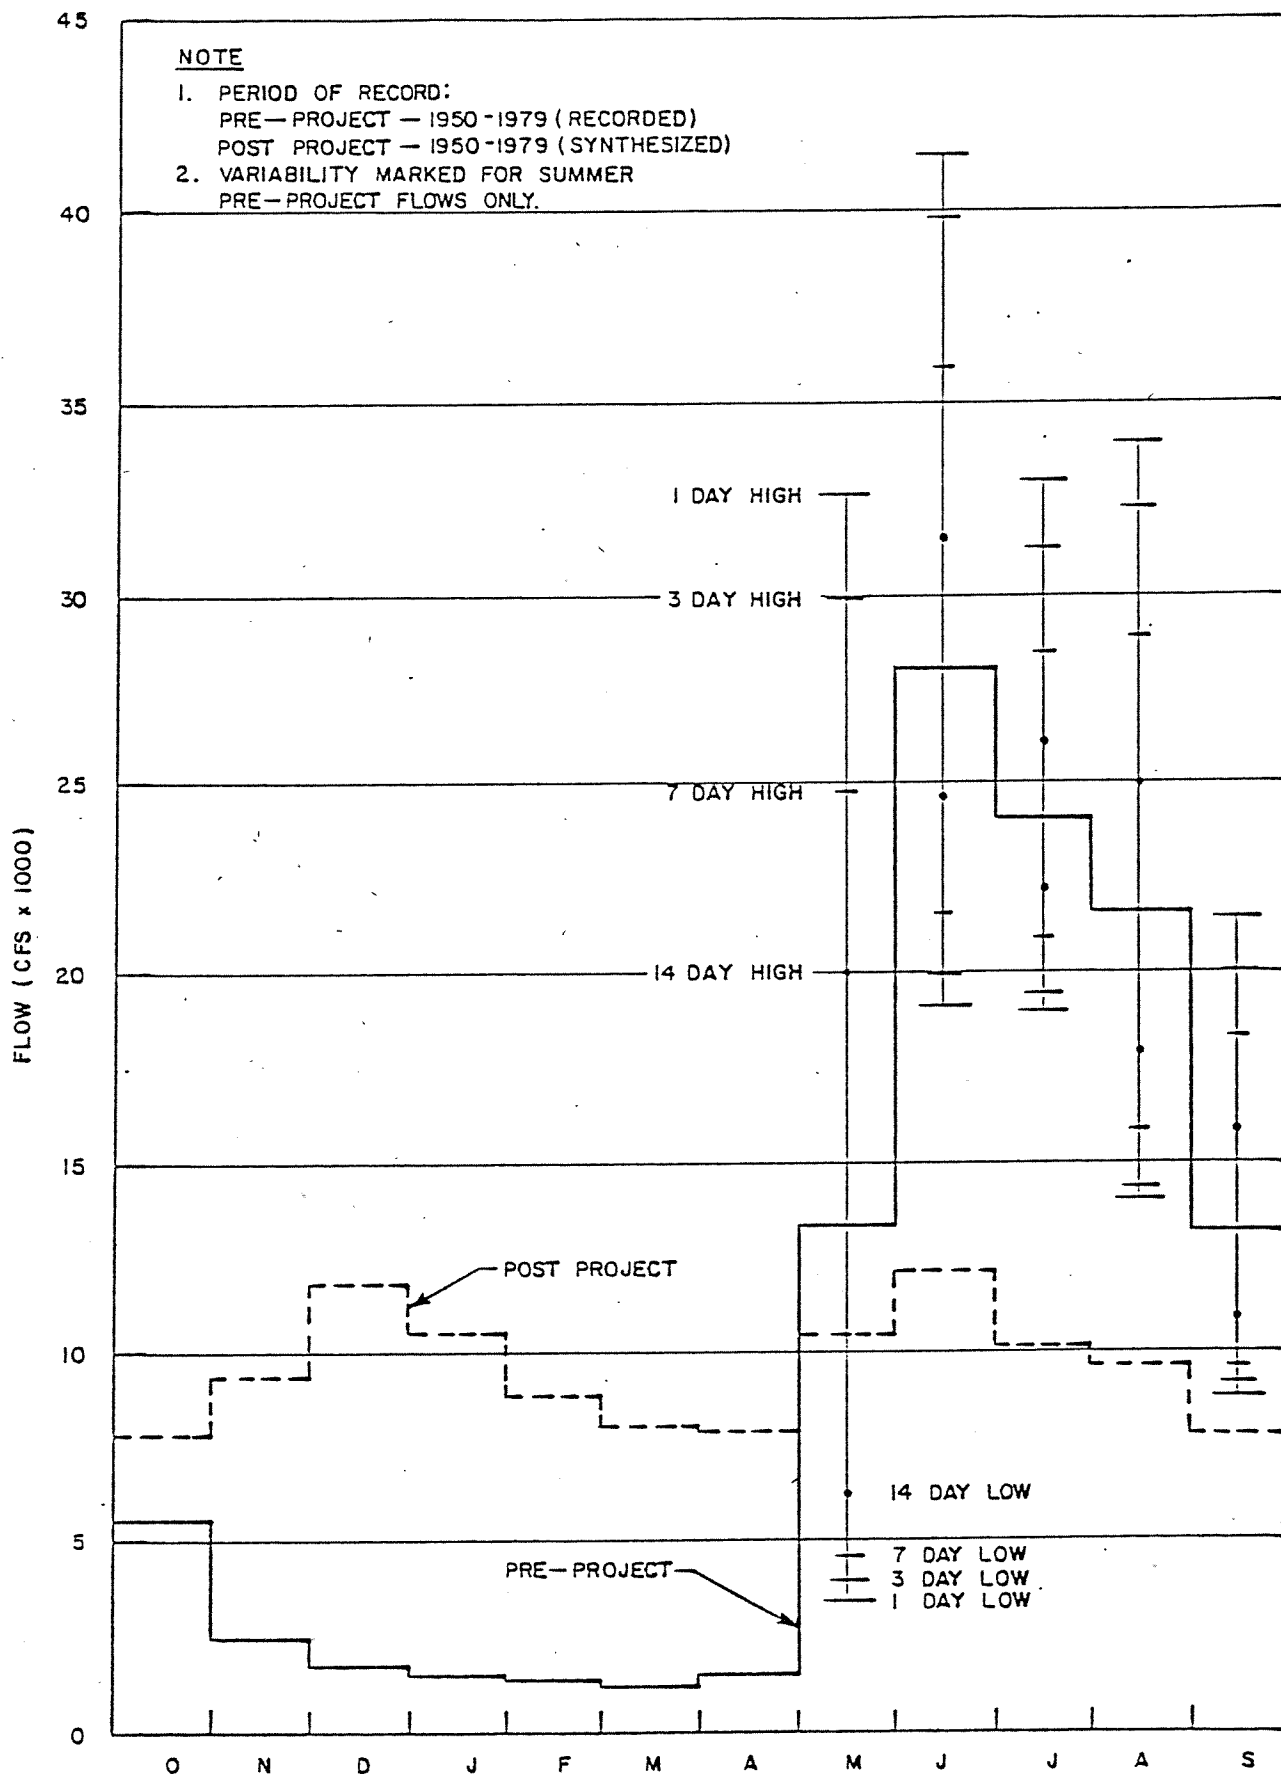 45
NOTE
1. PERIOD OF RECORD:
PRE-PROJECT - 1950-1979 (RECORDED)
POST PROJECT - 1950-1979 (SYNTHESIZED)
2. VARIABILITY MARKED FOR SUMMER
PRE-PROJECT FLOWS ONLY.
40
35
1 DAY HIGH
30
3 DAY HIGH
25
7 DAY HIGH
FLOW (CFS x 1000)
20
14 DAY HIGH
15
POST PROJECT
10
14 DAY LOW
5
7 DAY LOW
PRE-PROJECT
3 DAY LOW
1 DAY LOW
0
O N D J F M A M J J A S